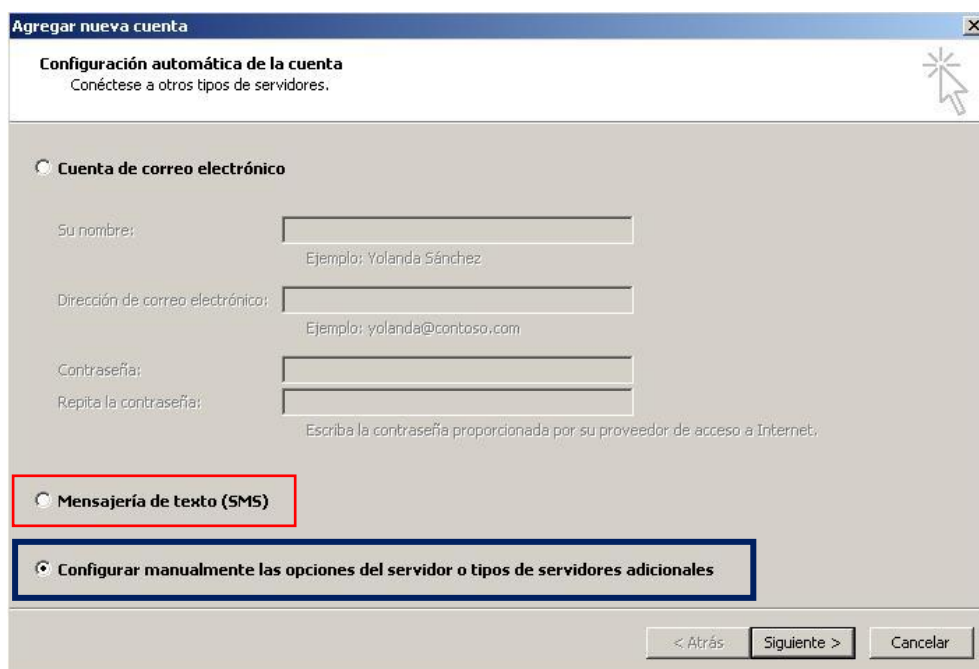 Agregar nueva cuenta
Configuración automática de la cuenta
Conéctese a otros tipos de servidores.
Cuenta de correo electrónico
Su nombre:
Ejemplo: Yolanda Sánchez
Dirección de correo electrónico:
Ejemplo: yolanda@contoso.com
Contraseña:
Repita la contraseña:
Escriba la contraseña proporcionada por su proveedor de acceso a Internet.
Mensajería de texto (SMS)
Configurar manualmente las opciones del servidor o tipos de servidores adicionales
< Atrás Siguiente > Cancelar